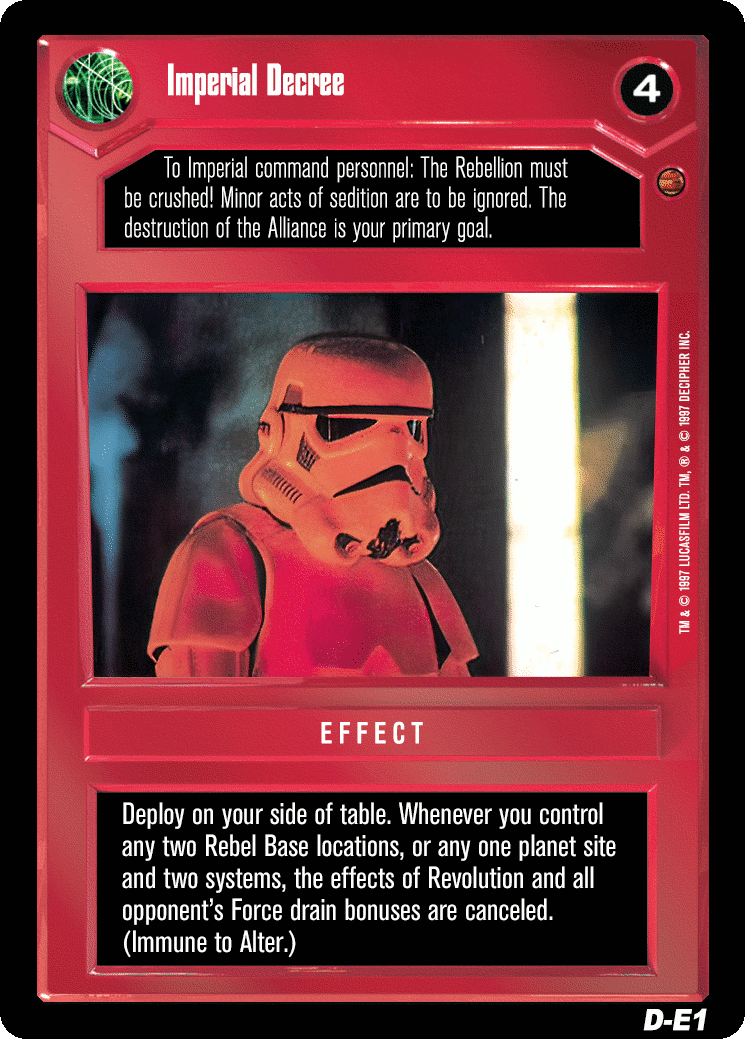 Imperial Decree
4
To Imperial command personnel: The Rebellion must
be crushed! Minor acts of sedition are to be ignored. The
destruction of the Alliance is your primary goal.
TM & © 1997 LUCASFILM LTD. TM, ® & © 1997 DECIPHER INC.
EFFECT
Deploy on your side of table. Whenever you control
any two Rebel Base locations, or any one planet site
and two systems, the effects of Revolution and all
opponent's Force drain bonuses are canceled.
(Immune to Alter.)
D-E1